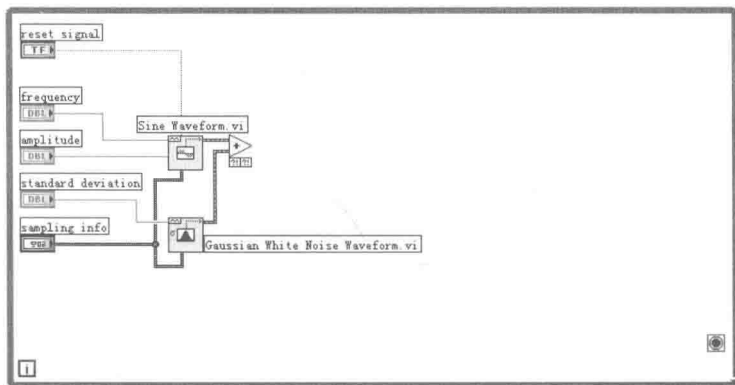 reset signal
TF
frequency
DBL
Sine Waveform.vi
amplitude
DBL
standard deviation
DBL
sampling info
Gaussian White Noise Waveform.vi
i